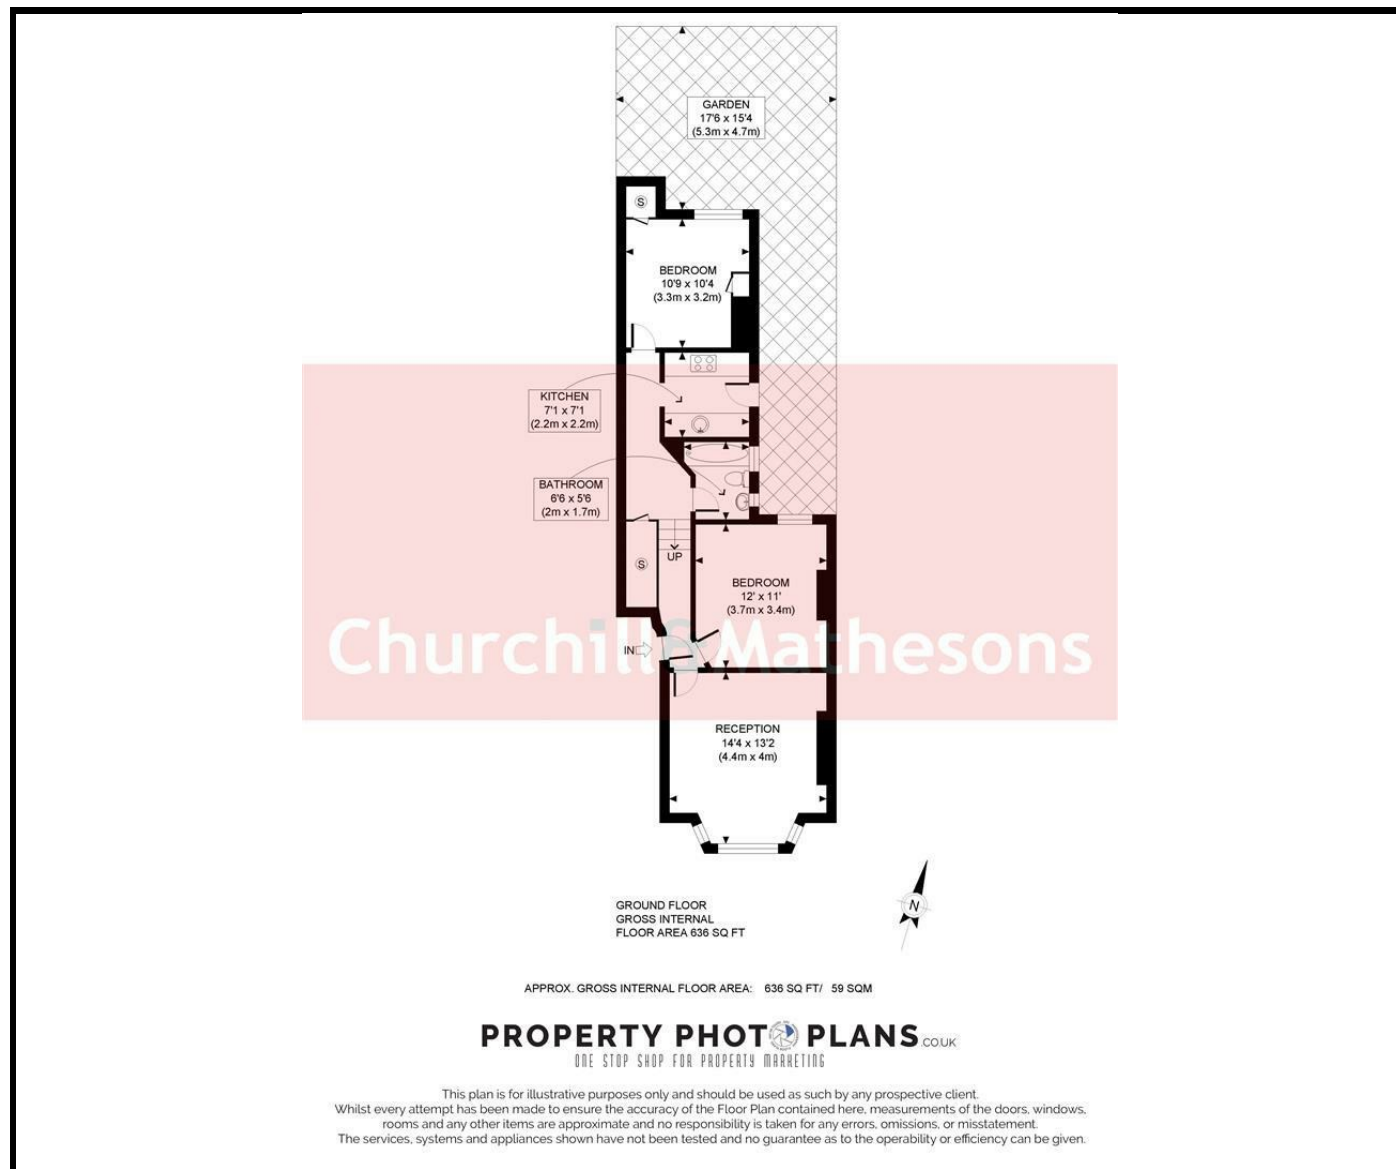 GARDEN
17'6 x 15'4
(5.3m x 4.7m)
S
BEDROOM
10'9 x 10'4
(3.3m x 3.2m)
KITCHEN
7'1 x 7'1
(2.2m x 2.2m)
BATHROOM
6'6 x 5'6
(2m x 1.7m)
S
UP
BEDROOM
12' x 11'
(3.7m x 3.4m)
Churchill & Mathesons
IN
RECEPTION
14'4 x 13'2
(4.4m x 4m)
N
GROUND FLOOR
GROSS INTERNAL
FLOOR AREA 636 SQ FT
APPROX. GROSS INTERNAL FLOOR AREA: 636 SQ FT/ 59 SQM
PROPERTY PHOTO PLANS.CO.UK
ONE STOP SHOP FOR PROPERTY MARKETING
This plan is for illustrative purposes only and should be used as such by any prospective client.
Whilst every attempt has been made to ensure the accuracy of the Floor Plan contained here, measurements of the doors, windows,
rooms and any other items are approximate and no responsibility is taken for any errors, omissions, or misstatement.
The services, systems and appliances shown have not been tested and no guarantee as to the operability or efficiency can be given.